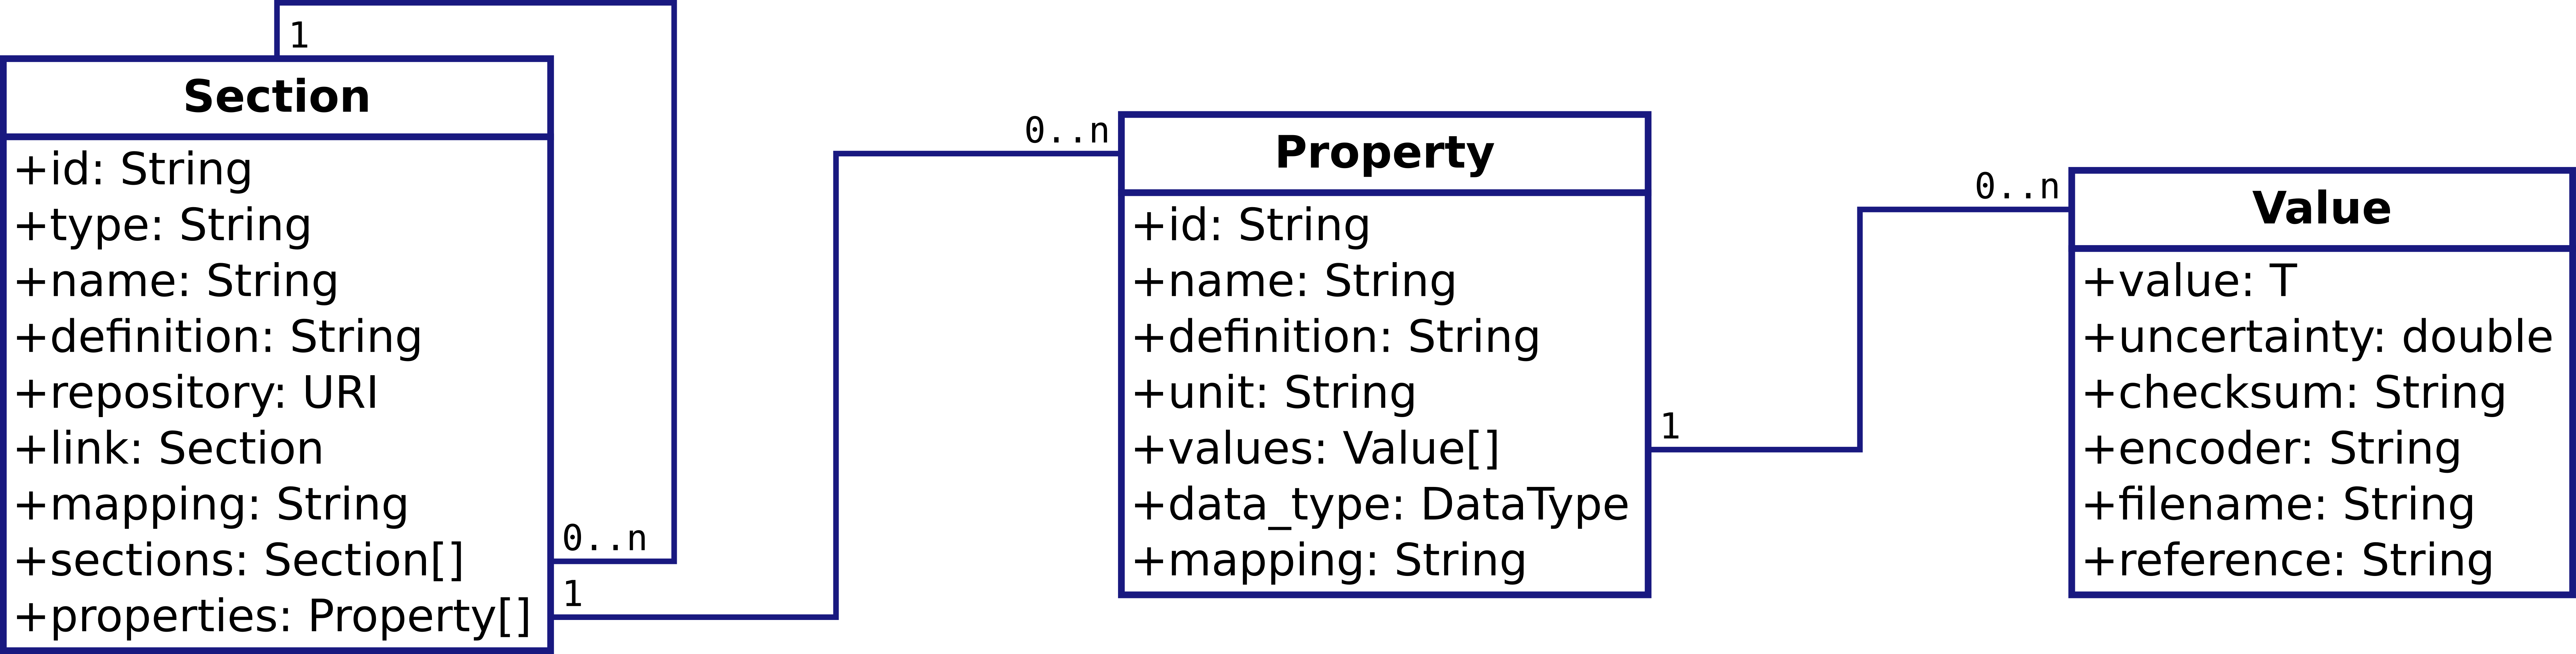 1
Section
+id: String
+type: String
+name: String
+definition: String
+repository: URI
+link: Section
+mapping: String
+sections: Section[]
+properties: Property[]
0..n
1
0..n
Property
+id: String
+name: String
+definition: String
+unit: String
+values: Value[]
+data_type: DataType
+mapping: String
1
0..n
Value
+value: T
+uncertainty: double
+checksum: String
+encoder: String
+filename: String
+reference: String